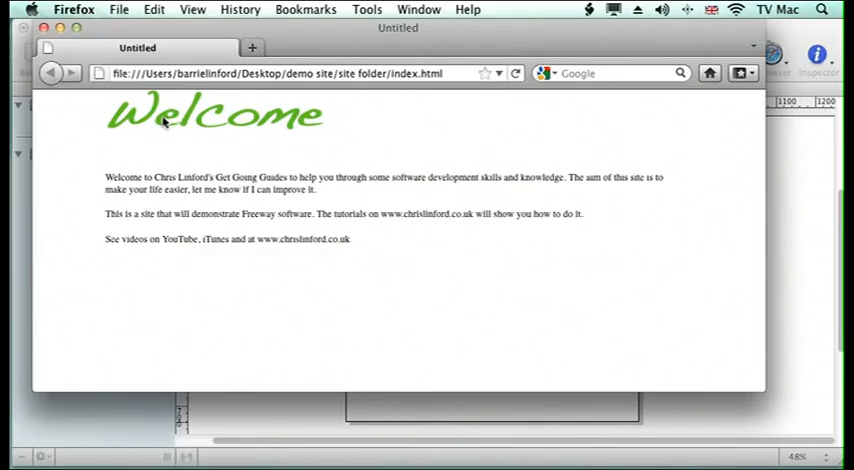 Firefox File Edit View History Bookmarks Tools Window Help TV Mac
Untitled
Untitled
file:///Users/barrielinford/Desktop/demo site/site folder/index.html Google
Inspector
1100 1200
Welcome
Welcome to Chris Linford's Get Going Guides to help you through some software development skills and knowledge. The aim of this site is to
make your life easier, let me know if I can improve it.
This is a site that will demonstrate Freeway software. The tutorials on www.chrislinford.co.uk will show you how to do it.
See videos on YouTube, iTunes and at www.chrislinford.co.uk
48%